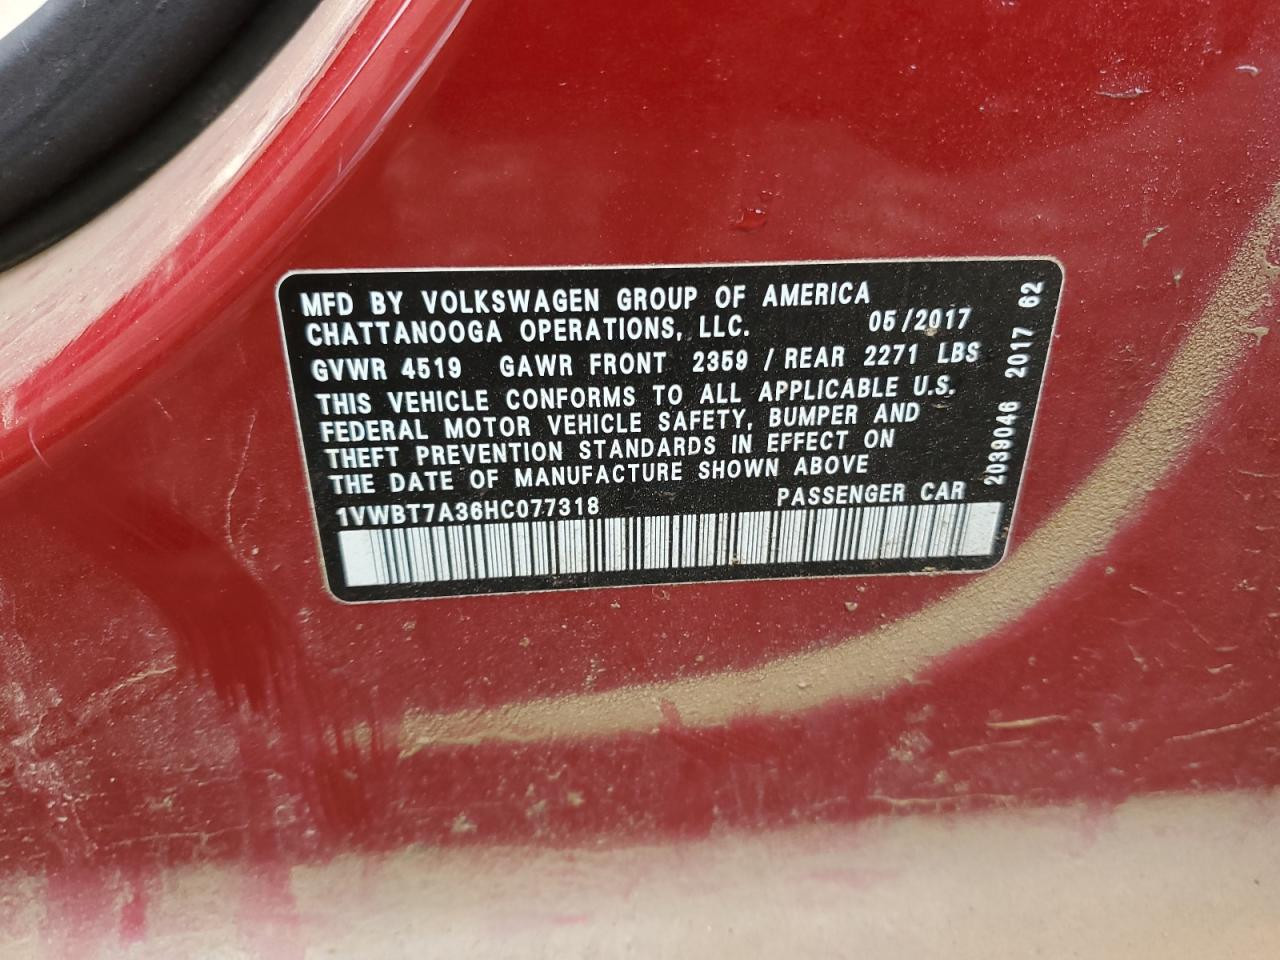 MFD BY VOLKSWAGEN GROUP OF AMERICA
CHATTANOOGA OPERATIONS, LLC. 05/2017
GVWR 4519 GAWR FRONT 2359 / REAR 2271 LBS
THIS VEHICLE CONFORMS TO ALL APPLICABLE U.S.
FEDERAL MOTOR VEHICLE SAFETY, BUMPER AND
THEFT PREVENTION STANDARDS IN EFFECT ON
THE DATE OF MANUFACTURE SHOWN ABOVE
1VWBT7A36HC077318 PASSENGER CAR
2039046 2017 62